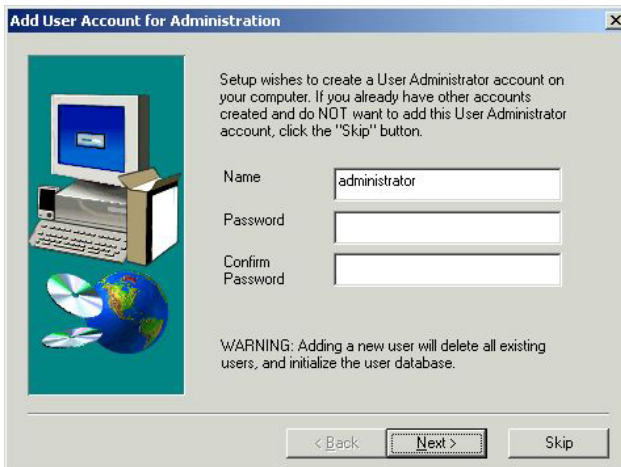 Add User Account for Administration
Setup wishes to create a User Administrator account on
your computer. If you already have other accounts
created and do NOT want to add this User Administrator
account, click the "Skip" button.
Name
administrator
Password
Confirm
Password
WARNING: Adding a new user will delete all existing
users, and initialize the user database.
< Back
Next >
Skip